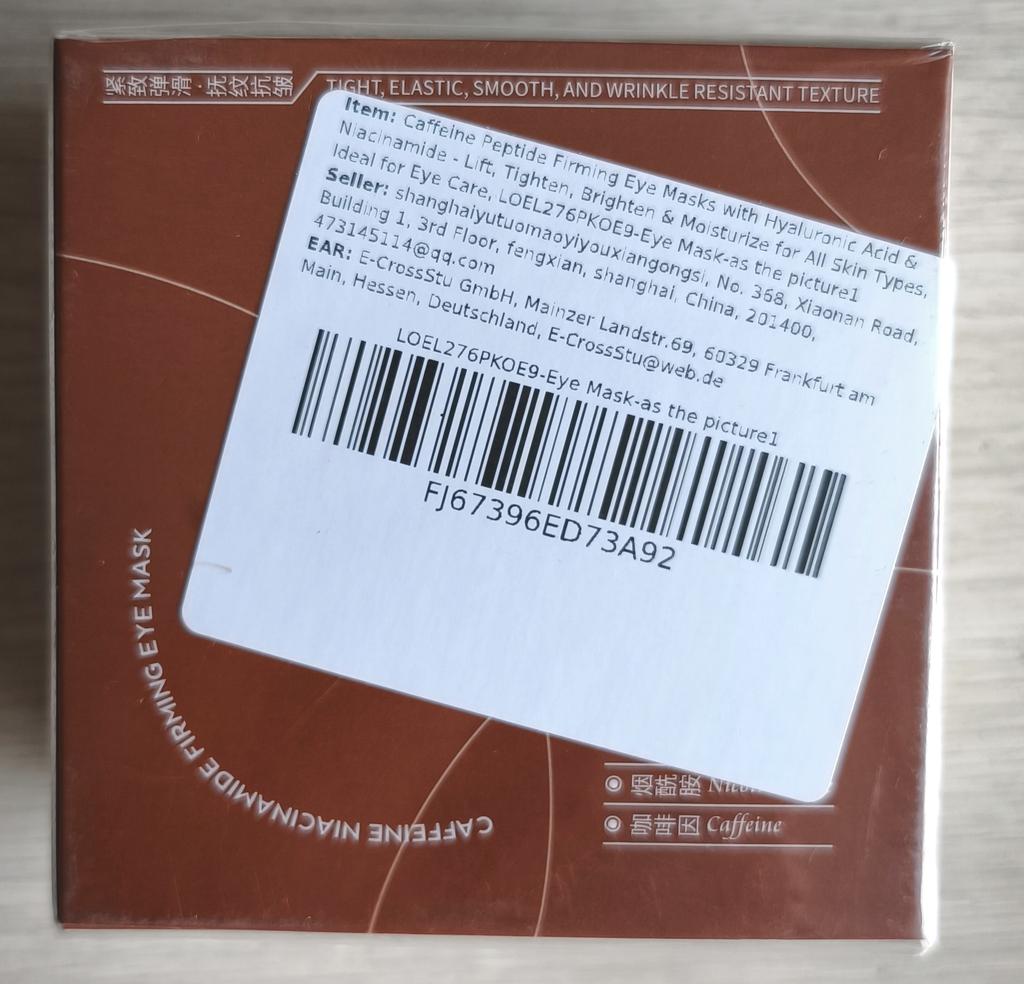 紧致弹滑·抚纹抗皱
TIGHT, ELASTIC, SMOOTH, AND WRINKLE RESISTANT TEXTURE
Item: Caffeine Peptide Firming Eye Masks with Hyaluronic Acid &
Niacinamide - Lift, Tighten, Brighten & Moisturize for All Skin Types,
Ideal for Eye Care, LOEL276PKOE9-Eye Mask-as the picture1
Seller: shanghaiyutuomaoyiyouxiangongsi, No. 368, Xiaonan Road,
Building 1, 3rd Floor, fengxian, shanghai, China, 201400,
473145114@qq.com
EAR: E-CrossStu GmbH, Mainzer Landstr.69, 60329 Frankfurt am
Main, Hessen, Deutschland, E-CrossStu@web.de
LOEL276PKOE9-Eye Mask-as the picture1
FJ67396ED73A92
CAFFEINE NIACINAMIDE FIRMING EYE MASK
烟酰胺
咖啡因 Caffeine